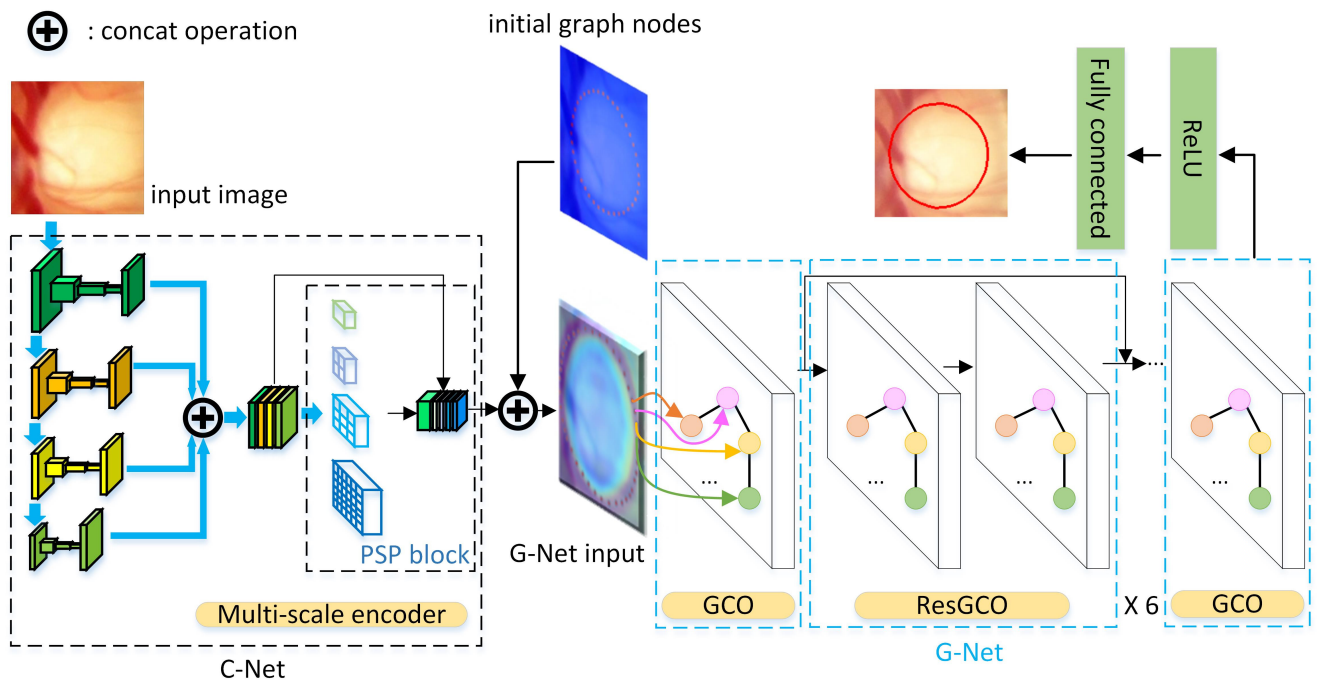 : concat operation
initial graph nodes
input image
Fully connected
ReLU
PSP block
G-Net input
Multi-scale encoder
C-Net
...
...
...
...
...
GCO
ResGCO
X 6
GCO
G-Net